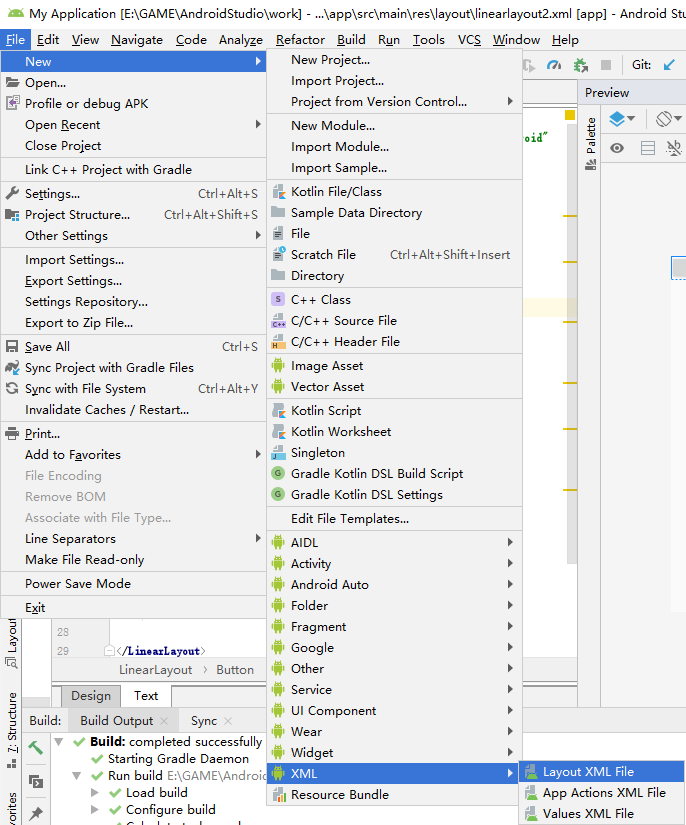 My Application [E:\GAME\AndroidStudio\work] - ...\app\src\main\res\layout\linearlayout2.xml [app] - Android Stu
File Edit View Navigate Code Analyze Refactor Build Run Tools VCS Window Help
New
Open...
Profile or debug APK
Open Recent
Close Project
Link C++ Project with Gradle
Settings... Ctrl+Alt+S
Project Structure... Ctrl+Alt+Shift+S
Other Settings
Import Settings...
Export Settings...
Settings Repository...
Export to Zip File...
Save All Ctrl+S
Sync Project with Gradle Files
Sync with File System Ctrl+Alt+Y
Invalidate Caches / Restart...
Print...
Add to Favorites
File Encoding
Remove BOM
Associate with File Type...
Line Separators
Make File Read-only
Power Save Mode
Exit
New Project...
Import Project...
Project from Version Control...
New Module...
Import Module...
Import Sample...
Kotlin File/Class
Sample Data Directory
File
Scratch File Ctrl+Alt+Shift+Insert
Directory
C++ Class
C/C++ Source File
C/C++ Header File
Image Asset
Vector Asset
Kotlin Script
Kotlin Worksheet
Singleton
Gradle Kotlin DSL Build Script
Gradle Kotlin DSL Settings
Edit File Templates...
AIDL
Activity
Android Auto
Folder
Fragment
Google
Other
Service
UI Component
Wear
Widget
XML
Resource Bundle
Layout XML File
App Actions XML File
Values XML File
Git:
Preview
Palette
oid"
28
29 </LinearLayout>
LinearLayout › Button
Design Text
Build: Build Output × Sync ×
Build: completed successfully
Starting Gradle Daemon
Run build E:\GAME\Androi
Load build
Configure build
Layou
7: Structure
vorites